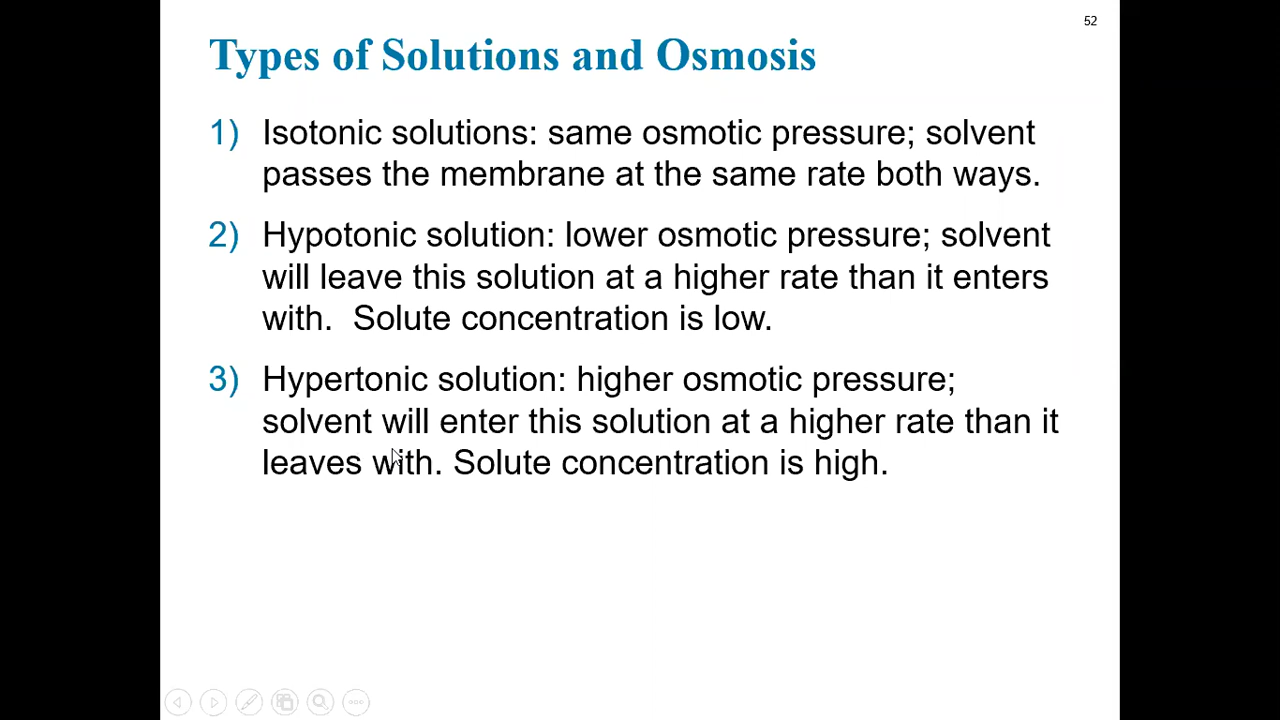 52
Types of Solutions and Osmosis
1) Isotonic solutions: same osmotic pressure; solvent
passes the membrane at the same rate both ways.
2) Hypotonic solution: lower osmotic pressure; solvent
will leave this solution at a higher rate than it enters
with.  Solute concentration is low.
3) Hypertonic solution: higher osmotic pressure;
solvent will enter this solution at a higher rate than it
leaves with. Solute concentration is high.